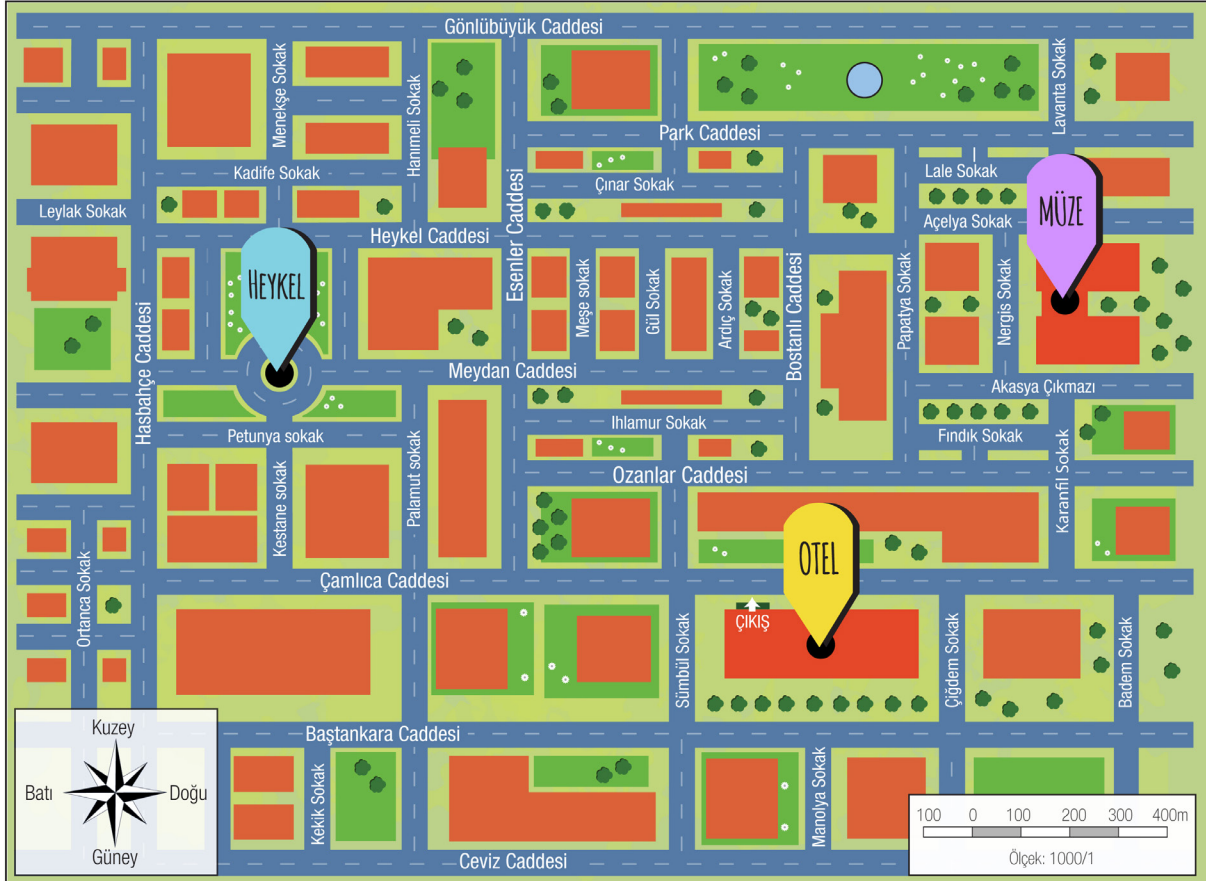 Gönlübüyük Caddesi
Menekşe Sokak
Hanımeli Sokak
Lavanta Sokak
Park Caddesi
Kadife Sokak
Çınar Sokak
Lale Sokak
Leylak Sokak
Açelya Sokak
MÜZE
Heykel Caddesi
Esenler Caddesi
HEYKEL
Hasbahçe Caddesi
Meşe Sokak
Gül Sokak
Ardıç Sokak
Bostanlı Caddesi
Papatya Sokak
Nergis Sokak
Meydan Caddesi
Akasya Çıkmazı
Petunya sokak
Ihlamur Sokak
Fındık Sokak
Ozanlar Caddesi
Kestane sokak
Palamut sokak
Karanfil Sokak
OTEL
Çamlıca Caddesi
Ortanca Sokak
ÇIKIŞ
Sümbül Sokak
Çiğdem Sokak
Badem Sokak
Baştankara Caddesi
Kuzey
Batı
Doğu
Güney
Kekik Sokak
Manolya Sokak
Ceviz Caddesi
100 0 100 200 300 400m
Ölçek: 1000/1